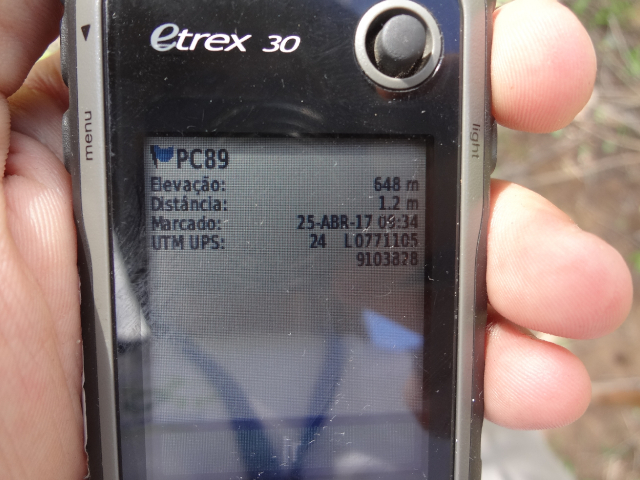 etrex 30
menu
light
PC89
Elevação: 648 m
Distância: 1.2 m
Marcado: 25-ABR-17 09:34
UTM UPS: 24 L0771105
9103828